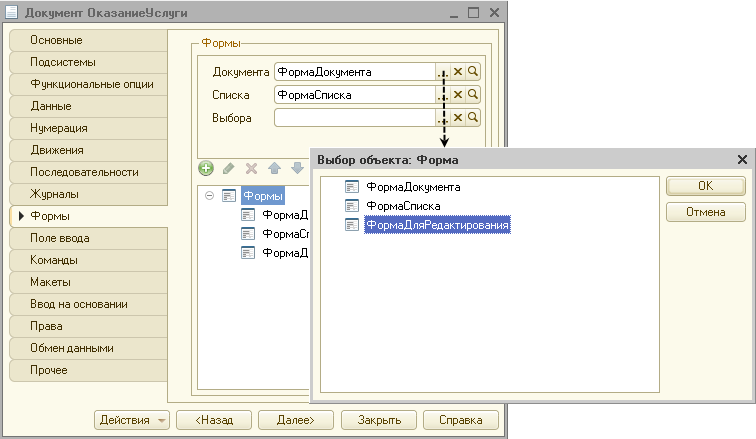 Документ ОказаниеУслуги
Основные
Подсистемы
Функциональные опции
Данные
Нумерация
Движения
Последовательности
Журналы
Формы
Поле ввода
Команды
Макеты
Ввод на основании
Права
Обмен данными
Прочее
Формы
Документа ФормаДокумента ...
Списка ФормаСписка ...
Выбора ...
Формы
ФормаД
ФормаСп
ФормаД
Выбор объекта: Форма
ФормаДокумента
ФормаСписка
ФормаДляРедактирования
OK
Отмена
Действия
<Назад
Далее>
Закрыть
Справка